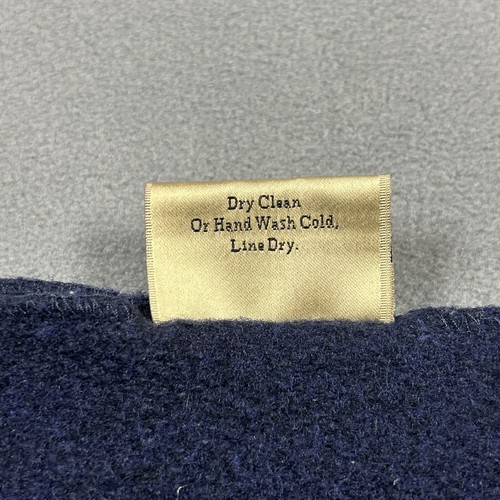 Dry Clean
Or Hand Wash Cold,
Line Dry.